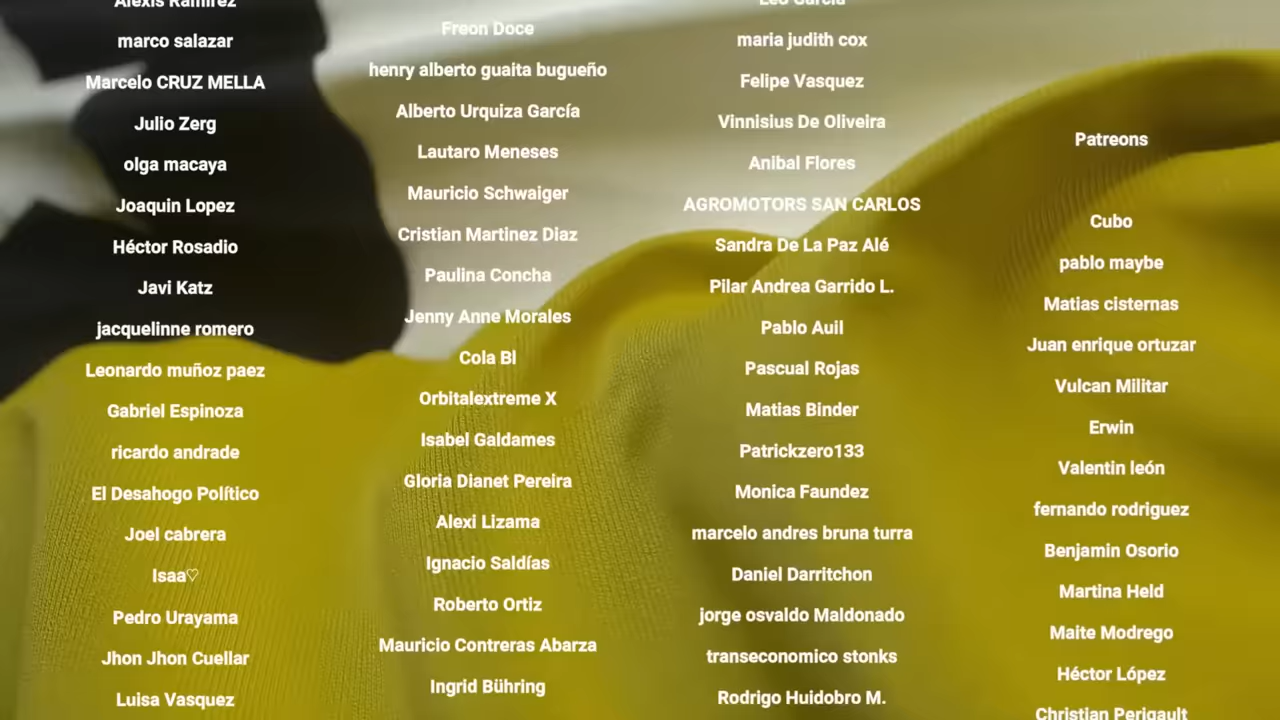 Alexis Ramirez
marco salazar
Marcelo CRUZ MELLA
Julio Zerg
olga macaya
Joaquin Lopez
Héctor Rosadio
Javi Katz
jacquelinne romero
Leonardo muñoz paez
Gabriel Espinoza
ricardo andrade
El Desahogo Político
Joel cabrera
Isaa♡
Pedro Urayama
Jhon Jhon Cuellar
Luisa Vasquez
Freon Doce
henry alberto guaita bugueño
Alberto Urquiza García
Lautaro Meneses
Mauricio Schwaiger
Cristian Martinez Diaz
Paulina Concha
Jenny Anne Morales
Cola Bl
Orbitalextreme X
Isabel Galdames
Gloria Dianet Pereira
Alexi Lizama
Ignacio Saldías
Roberto Ortiz
Mauricio Contreras Abarza
Ingrid Bühring
Leo García
maria judith cox
Felipe Vasquez
Vinnisius De Oliveira
Anibal Flores
AGROMOTORS SAN CARLOS
Sandra De La Paz Alé
Pilar Andrea Garrido L.
Pablo Auil
Pascual Rojas
Matias Binder
Patrickzero133
Monica Faundez
marcelo andres bruna turra
Daniel Darritchon
jorge osvaldo Maldonado
transeconomico stonks
Rodrigo Huidobro M.
Patreons
Cubo
pablo maybe
Matias cisternas
Juan enrique ortuzar
Vulcan Militar
Erwin
Valentin león
fernando rodriguez
Benjamin Osorio
Martina Held
Maite Modrego
Héctor López
Christian Perigault